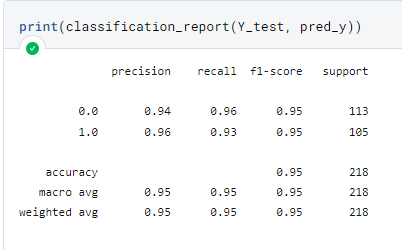 print(classification_report(Y_test, pred_y))
precision recall f1-score support
0.0 0.94 0.96 0.95 113
1.0 0.96 0.93 0.95 105
accuracy 0.95 218
macro avg 0.95 0.95 0.95 218
weighted avg 0.95 0.95 0.95 218